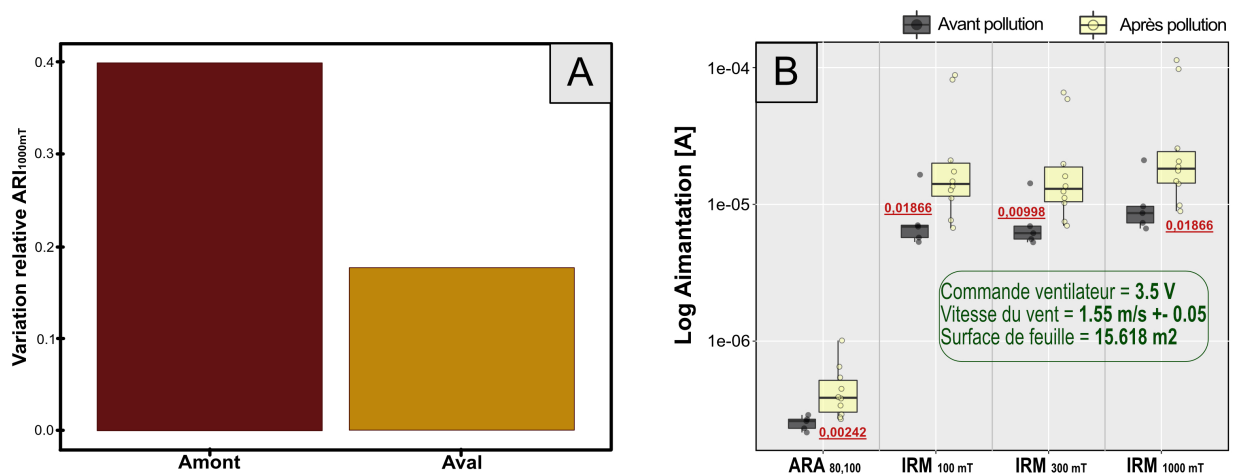 A
Variation relative ARI1000mT
0.4
0.3
0.2
0.1
0.0
Amont
Aval
Avant pollution
Après pollution
B
Log Aimantation [A]
1e-04
1e-05
1e-06
0,01866
0,00998
0,01866
0,00242
Commande ventilateur = 3.5 V
Vitesse du vent = 1.55 m/s +- 0.05
Surface de feuille = 15.618 m2
ARA 80,100
IRM 100 mT
IRM 300 mT
IRM 1000 mT